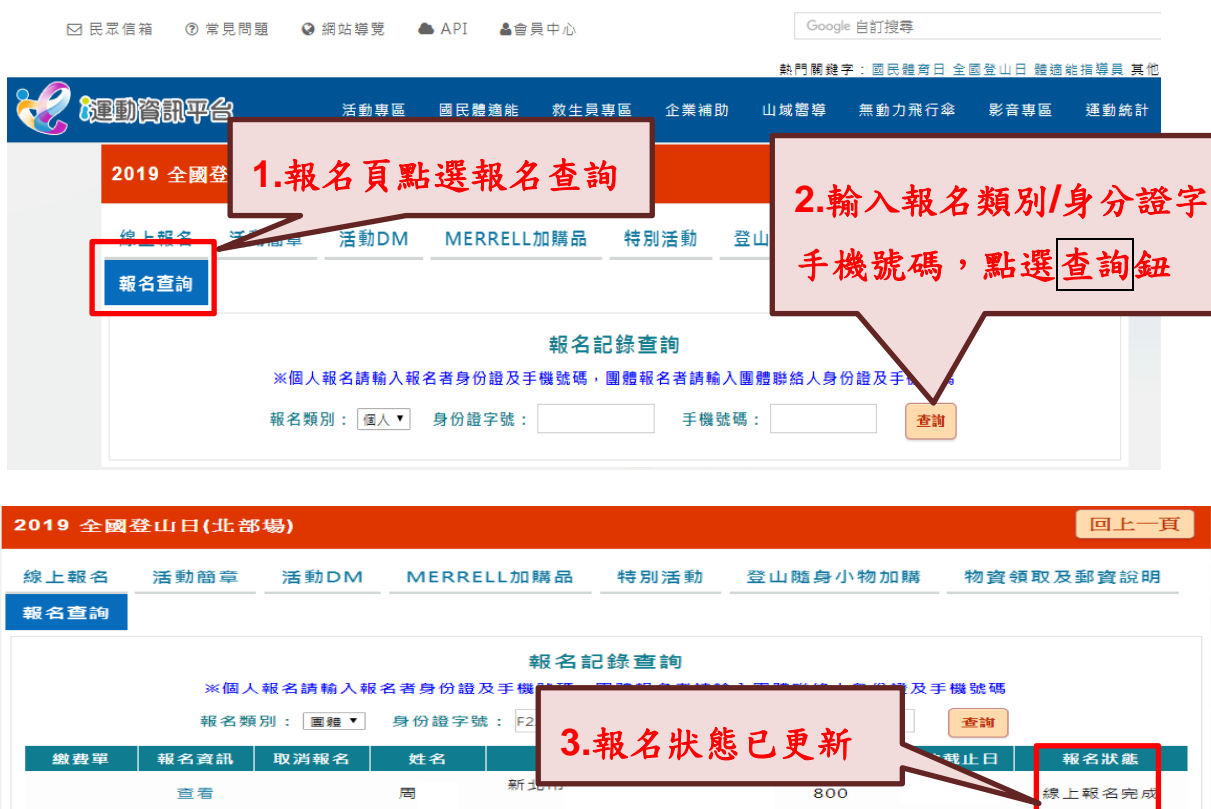 民眾信箱 常見問題 網站導覽 API 會員中心
Google 自訂搜尋
熱門關鍵字：國民體育日 全國登山日 體適能指導員 其他
i運動資訊平台
活動專區 國民體適能 救生員專區 企業補助 山域嚮導 無動力飛行傘 影音專區 運動統計
2019 全國登
1.報名頁點選報名查詢
2.輸入報名類別/身分證字
手機號碼，點選查詢鈕
線上報名 活動簡章 活動DM MERRELL加購品 特別活動 登山
報名查詢
報名記錄查詢
※個人報名請輸入報名者身份證及手機號碼，團體報名者請輸入團體聯絡人身份證及手機
報名類別： 個人 身份證字號： 手機號碼： 查詢
2019 全國登山日(北部場) 回上一頁
線上報名 活動簡章 活動DM MERRELL加購品 特別活動 登山隨身小物加購 物資領取及郵資說明
報名查詢
報名記錄查詢
※個人報名請輸入報名者身份證及手機 及手機號碼
報名類別： 團體 身份證字號： F2 查詢
3.報名狀態已更新
繳費單 報名資訊 取消報名 姓名 截止日 報名狀態
查看 周 新北市 800 線上報名完成